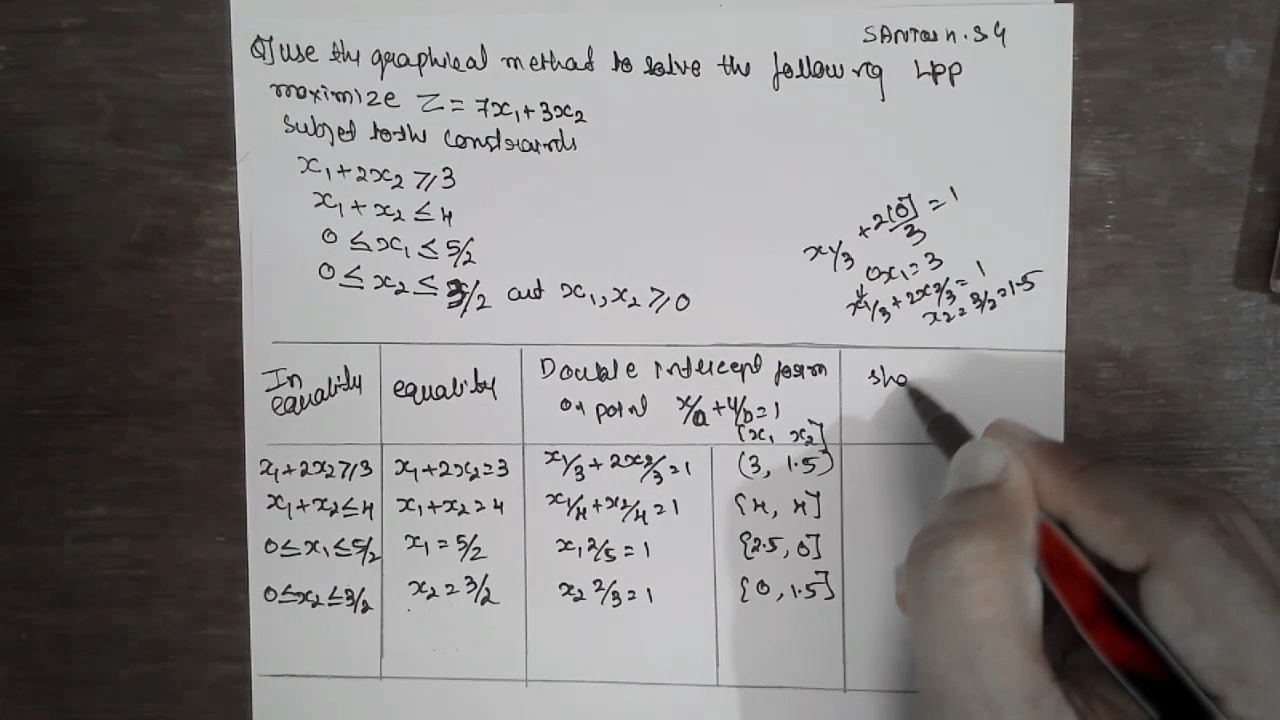 SANTOSH.S4
Q] use the graphical method to solve the following LPP
maximize Z = 7x₁ + 3x₂
Subject to the constraints
x₁ + 2x₂ ≥ 3
x₁ + x₂ ≤ 4
0 ≤ x₁ ≤ 5/2
0 ≤ x₂ ≤ 3/2 and x₁, x₂ ≥ 0
x₁/3 + 2[0]/3 = 1
x₁ = 3
x₁/3 + 2x₂/3 = 1
x₂ = 3/2 = 1.5
In equality | equality | Double intercept form or point x/a + y/b = 1 [x₁ x₂] | sha
x₁ + 2x₂ ≥ 3 | x₁ + 2x₂ = 3 | x₁/3 + 2x₂/3 = 1 | (3, 1.5)
x₁ + x₂ ≤ 4 | x₁ + x₂ = 4 | x₁/4 + x₂/4 = 1 | {4, 4]
0 ≤ x₁ ≤ 5/2 | x₁ = 5/2 | x₁ 2/5 = 1 | {2.5, 0]
0 ≤ x₂ ≤ 3/2 | x₂ = 3/2 | x₂ 2/3 = 1 | {0, 1.5]